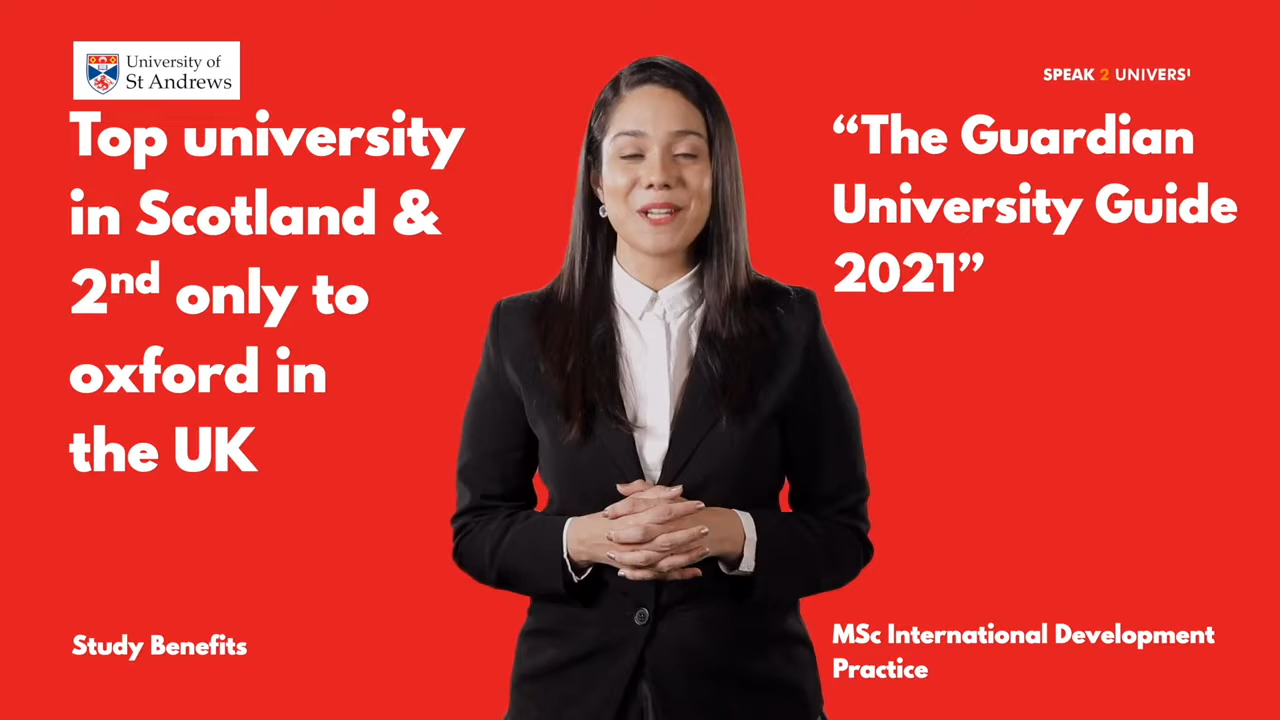 University of
St Andrews
Top university
in Scotland &
2nd only to
oxford in
the UK
Study Benefits
SPEAK 2 UNIVERSI
“The Guardian
University Guide
2021”
MSc International Development
Practice